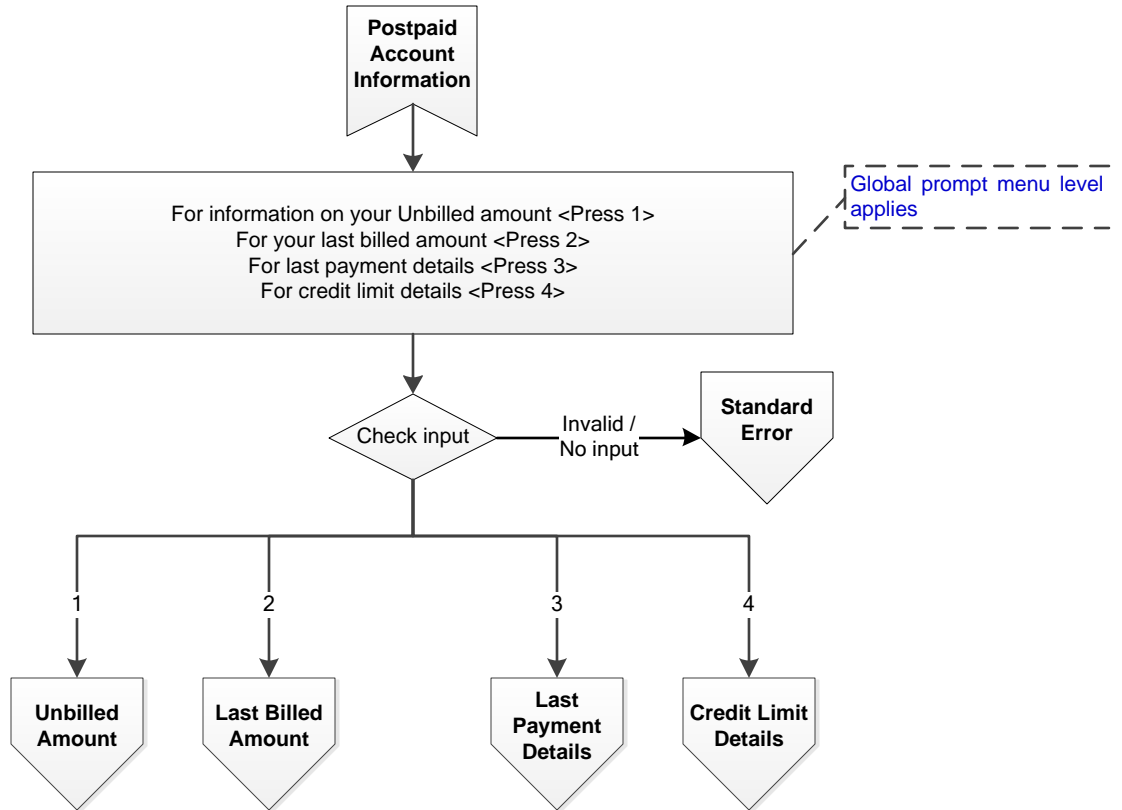 Postpaid
Account
Information
For information on your Unbilled amount <Press 1>
For your last billed amount <Press 2>
For last payment details <Press 3>
For credit limit details <Press 4>
Global prompt menu level
applies
Check input
Invalid /
No input
Standard
Error
1
2
3
4
Unbilled
Amount
Last Billed
Amount
Last
Payment
Details
Credit Limit
Details